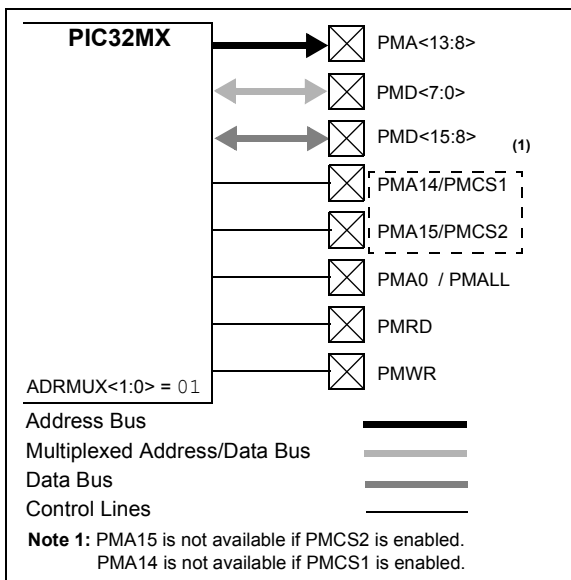 PIC32MX
PMA<13:8>
PMD<7:0>
PMD<15:8>
(1)
PMA14/PMCS1
PMA15/PMCS2
PMA0 / PMALL
PMRD
PMWR
ADRMUX<1:0> = 01
Address Bus
Multiplexed Address/Data Bus
Data Bus
Control Lines
Note 1: PMA15 is not available if PMCS2 is enabled.
PMA14 is not available if PMCS1 is enabled.